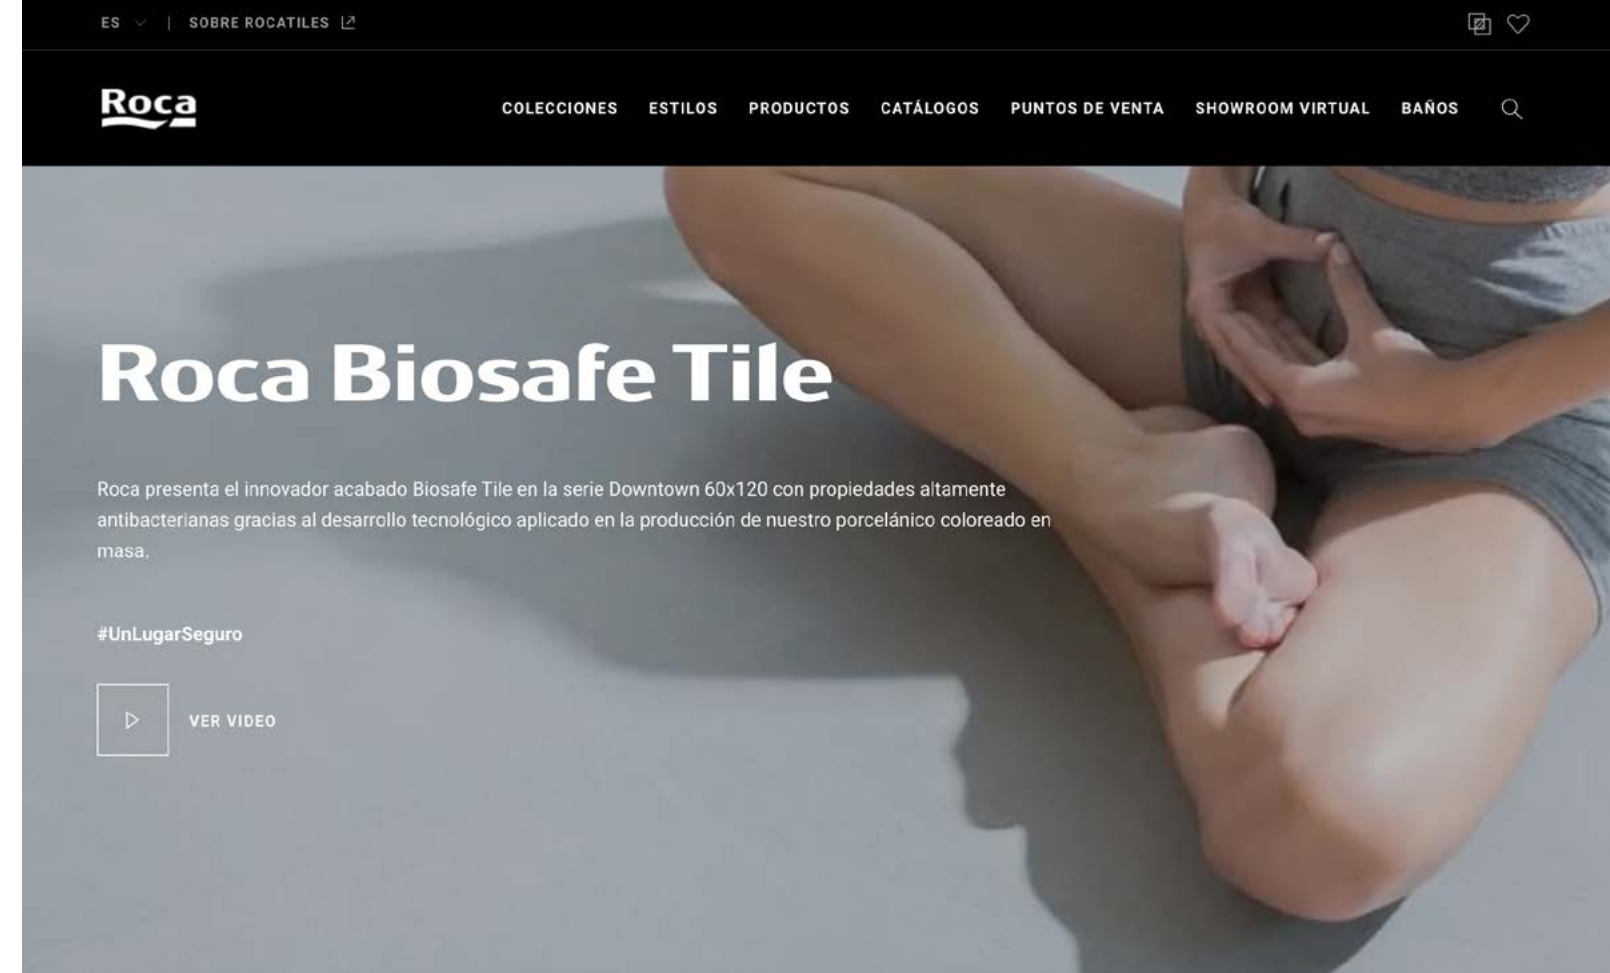 ES | SOBRE ROCATILES
Roca
COLECCIONES ESTILOS PRODUCTOS CATÁLOGOS PUNTOS DE VENTA SHOWROOM VIRTUAL BAÑOS
Roca Biosafe Tile
Roca presenta el innovador acabado Biosafe Tile en la serie Downtown 60x120 con propiedades altamente
antibacterianas gracias al desarrollo tecnológico aplicado en la producción de nuestro porcelánico coloreado en
masa.
#UnLugarSeguro
VER VIDEO